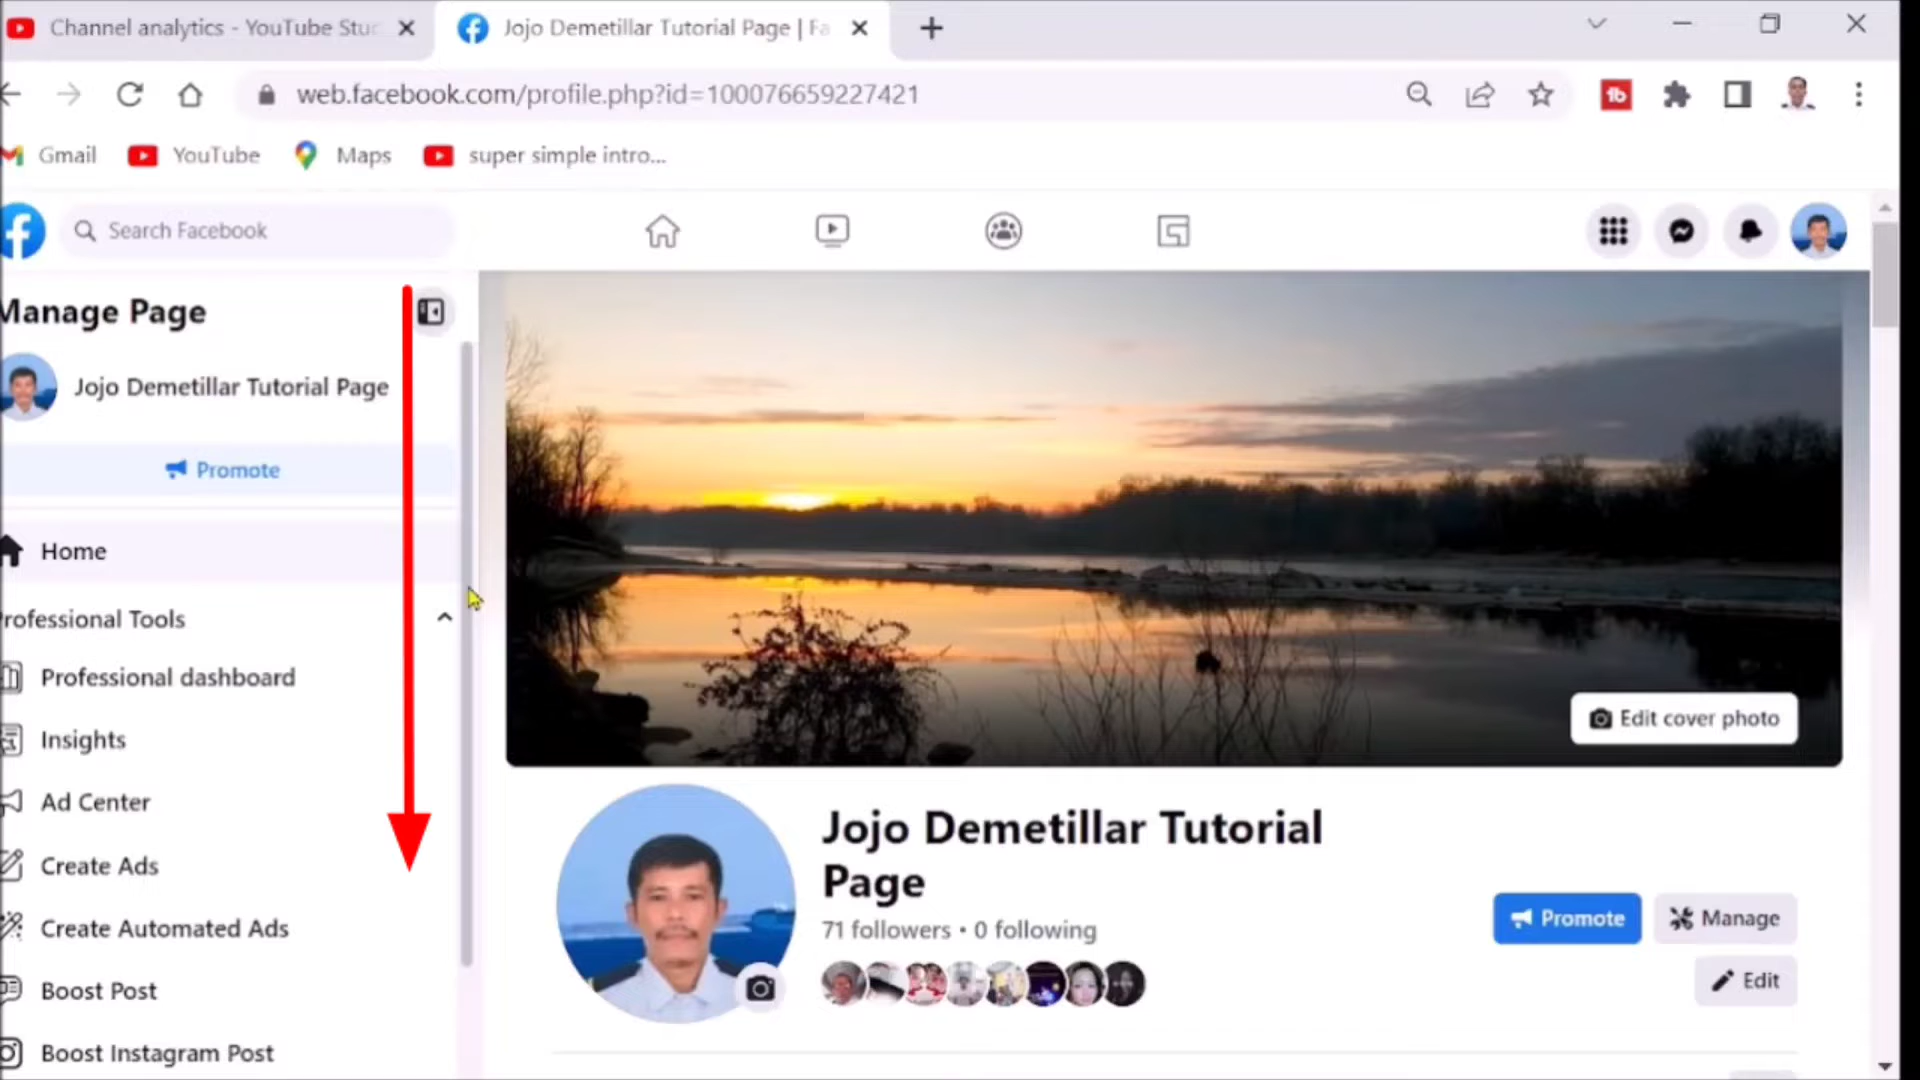 Channel analytics - YouTube Stu
Jojo Demetillar Tutorial Page | Fa
web.facebook.com/profile.php?id=100076659227421
Gmail
YouTube
Maps
super simple intro...
Search Facebook
Manage Page
Jojo Demetillar Tutorial Page
Promote
Home
rofessional Tools
Professional dashboard
Insights
Ad Center
Create Ads
Create Automated Ads
Boost Post
Boost Instagram Post
Edit cover photo
Jojo Demetillar Tutorial
Page
71 followers • 0 following
Promote
Manage
Edit